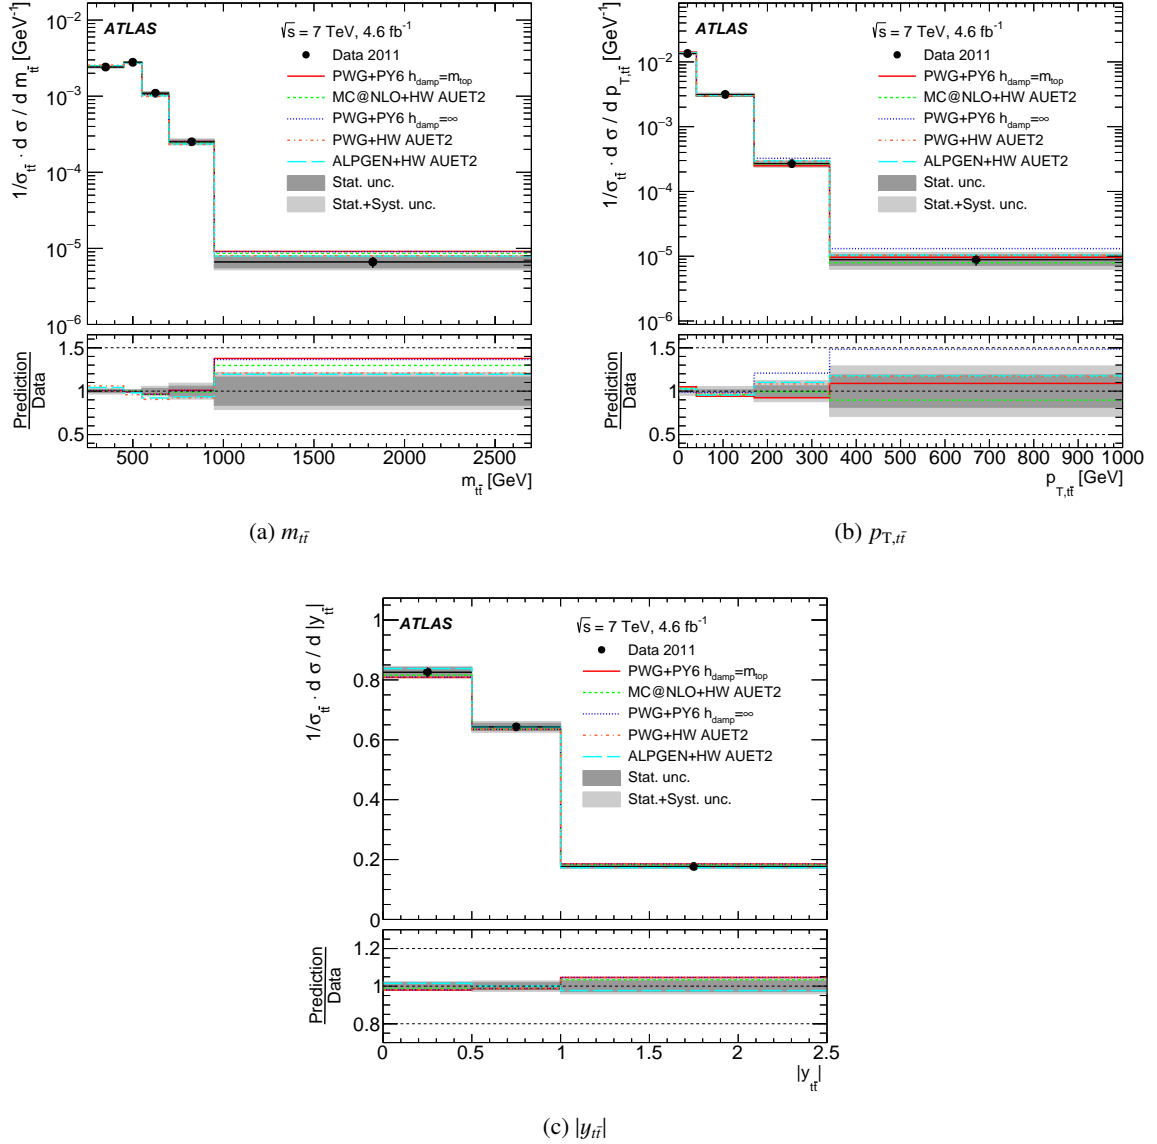 ATLAS
√s = 7 TeV, 4.6 fb⁻¹
Data 2011
PWG+PY6 h_damp=m_top
MC@NLO+HW AUET2
PWG+PY6 h_damp=∞
PWG+HW AUET2
ALPGEN+HW AUET2
Stat. unc.
Stat.+Syst. unc.
1/σ_tt̄ · d σ / d m_tt̄ [GeV⁻¹]
10⁻²
10⁻³
10⁻⁴
10⁻⁵
10⁻⁶
Prediction
Data
1.5
1
0.5
500 1000 1500 2000 2500
m_tt̄ [GeV]
(a) m_tt̄
ATLAS
√s = 7 TeV, 4.6 fb⁻¹
Data 2011
PWG+PY6 h_damp=m_top
MC@NLO+HW AUET2
PWG+PY6 h_damp=∞
PWG+HW AUET2
ALPGEN+HW AUET2
Stat. unc.
Stat.+Syst. unc.
1/σ_tt̄ · d σ / d p_T,tt̄ [GeV⁻¹]
10⁻²
10⁻³
10⁻⁴
10⁻⁵
10⁻⁶
Prediction
Data
1.5
1
0.5
0 100 200 300 400 500 600 700 800 900 1000
p_T,tt̄ [GeV]
(b) p_T,tt̄
ATLAS
√s = 7 TeV, 4.6 fb⁻¹
Data 2011
PWG+PY6 h_damp=m_top
MC@NLO+HW AUET2
PWG+PY6 h_damp=∞
PWG+HW AUET2
ALPGEN+HW AUET2
Stat. unc.
Stat.+Syst. unc.
1/σ_tt̄ · d σ / d |y_tt̄|
1
0.8
0.6
0.4
0.2
0
Prediction
Data
1.2
1
0.8
0 0.5 1 1.5 2 2.5
|y_tt̄|
(c) |y_tt̄|